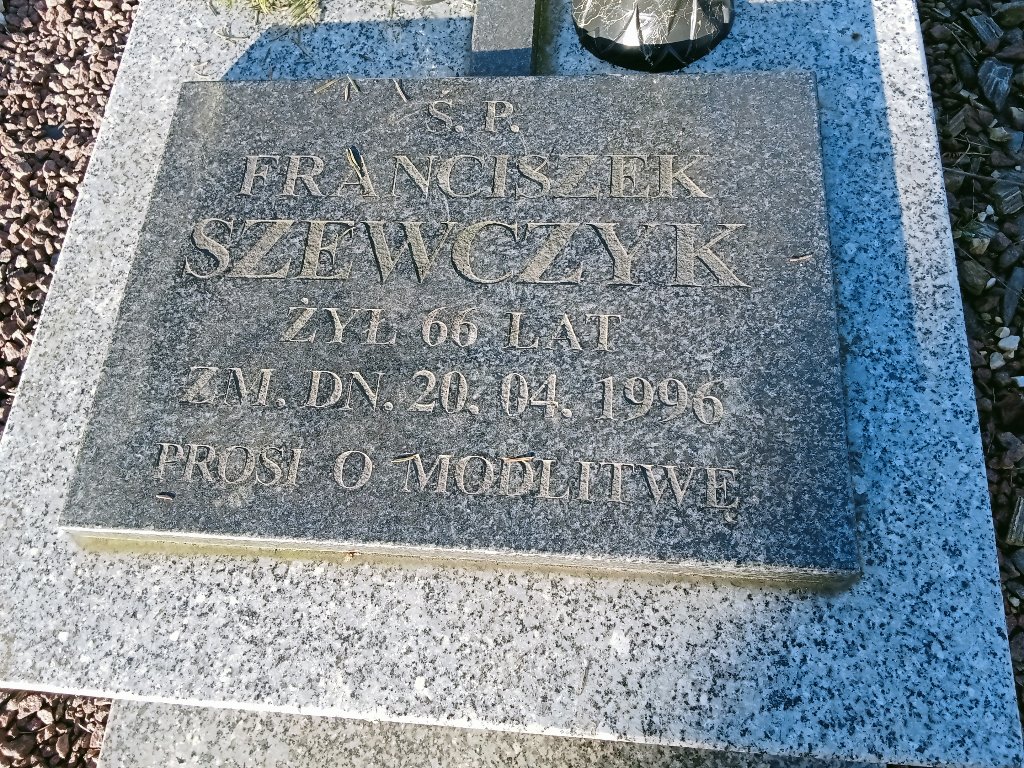 Ś. P.
FRANCISZEK
SZEWCZYK
ŻYŁ 66 LAT
ZM. DN. 20. 04. 1996
PROSI O MODLITWĘ